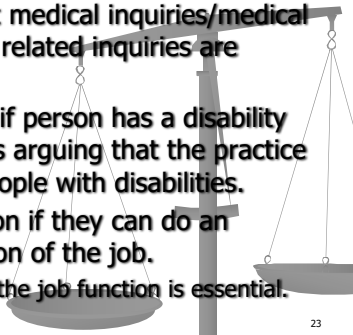 medical inquiries/medical
related inquiries are
if person has a disability
s arguing that the practice
ople with disabilities.
on if they can do an
on of the job.
the job function is essential.
23